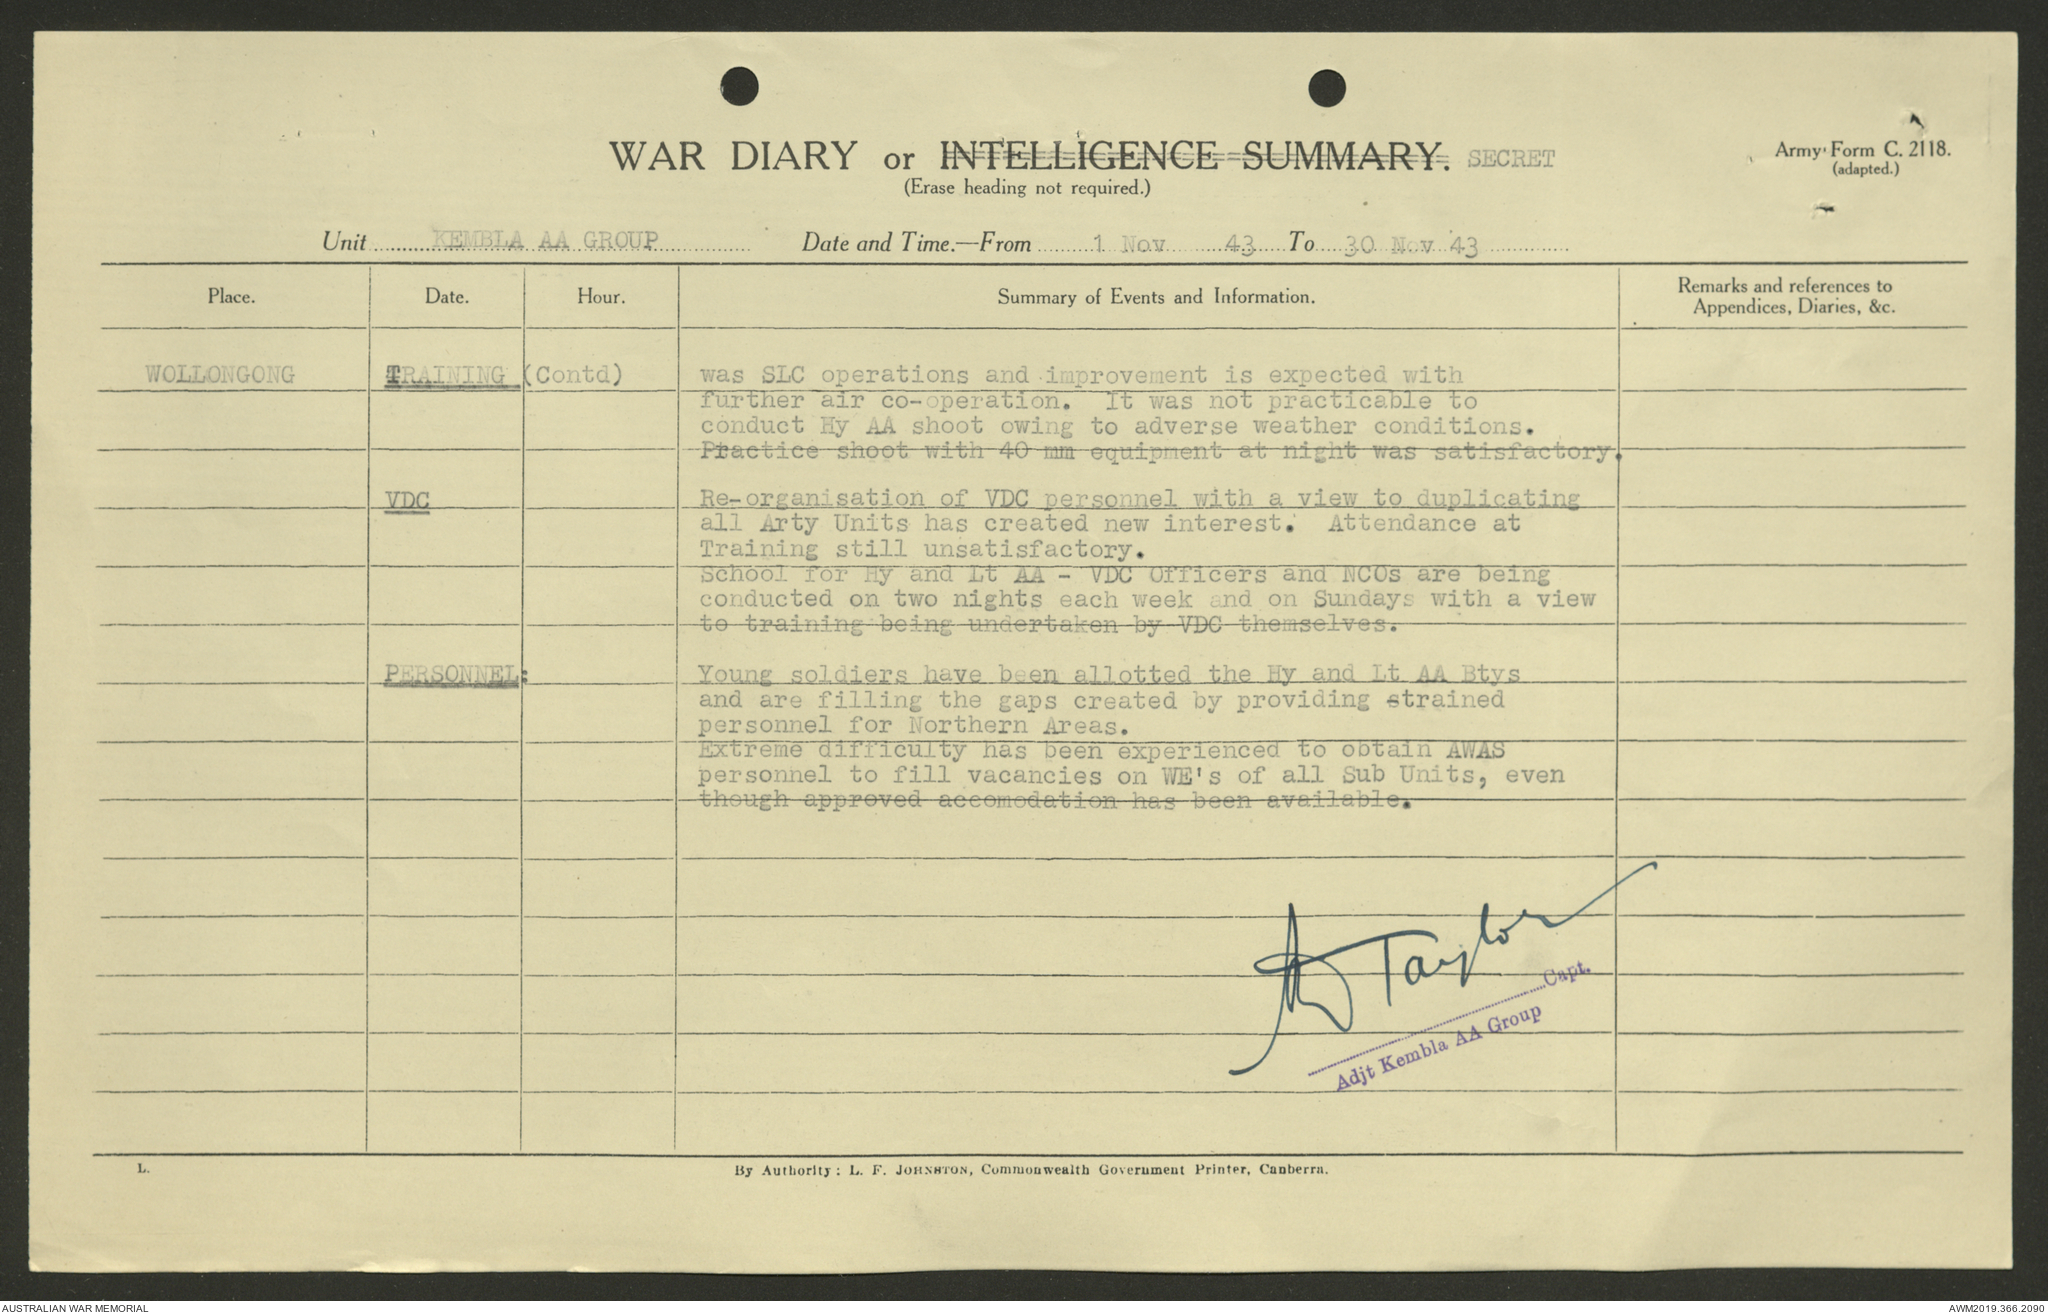 WAR DIARY or INTELLIGENCE SUMMARY. SECRET
Army Form C. 2118.
(adapted.)
(Erase heading not required.)
Unit KEMBLA AA GROUP Date and Time.—From 1 Nov 43 To 30 Nov 43
Place. Date. Hour. Summary of Events and Information. Remarks and references to
Appendices, Diaries, &c.
WOLLONGONG TRAINING (Contd) was SLC operations and improvement is expected with
further air co-operation. It was not practicable to
conduct Hy AA shoot owing to adverse weather conditions.
Practice shoot with 40 mm equipment at night was satisfactory.
VDC Re-organisation of VDC personnel with a view to duplicating
all Arty Units has created new interest. Attendance at
Training still unsatisfactory.
School for Hy and Lt AA - VDC Officers and NCOs are being
conducted on two nights each week and on Sundays with a view
to training being undertaken by VDC themselves.
PERSONNEL: Young soldiers have been allotted the Hy and Lt AA Btys
and are filling the gaps created by providing strained
personnel for Northern Areas.
Extreme difficulty has been experienced to obtain AWAS
personnel to fill vacancies on WE's of all Sub Units, even
though approved accomodation has been available.
Taylor
Capt.
Adjt Kembla AA Group
L. By Authority: L. F. JOHNSTON, Commonwealth Government Printer, Canberra.
AUSTRALIAN WAR MEMORIAL AWM2019.366.2090